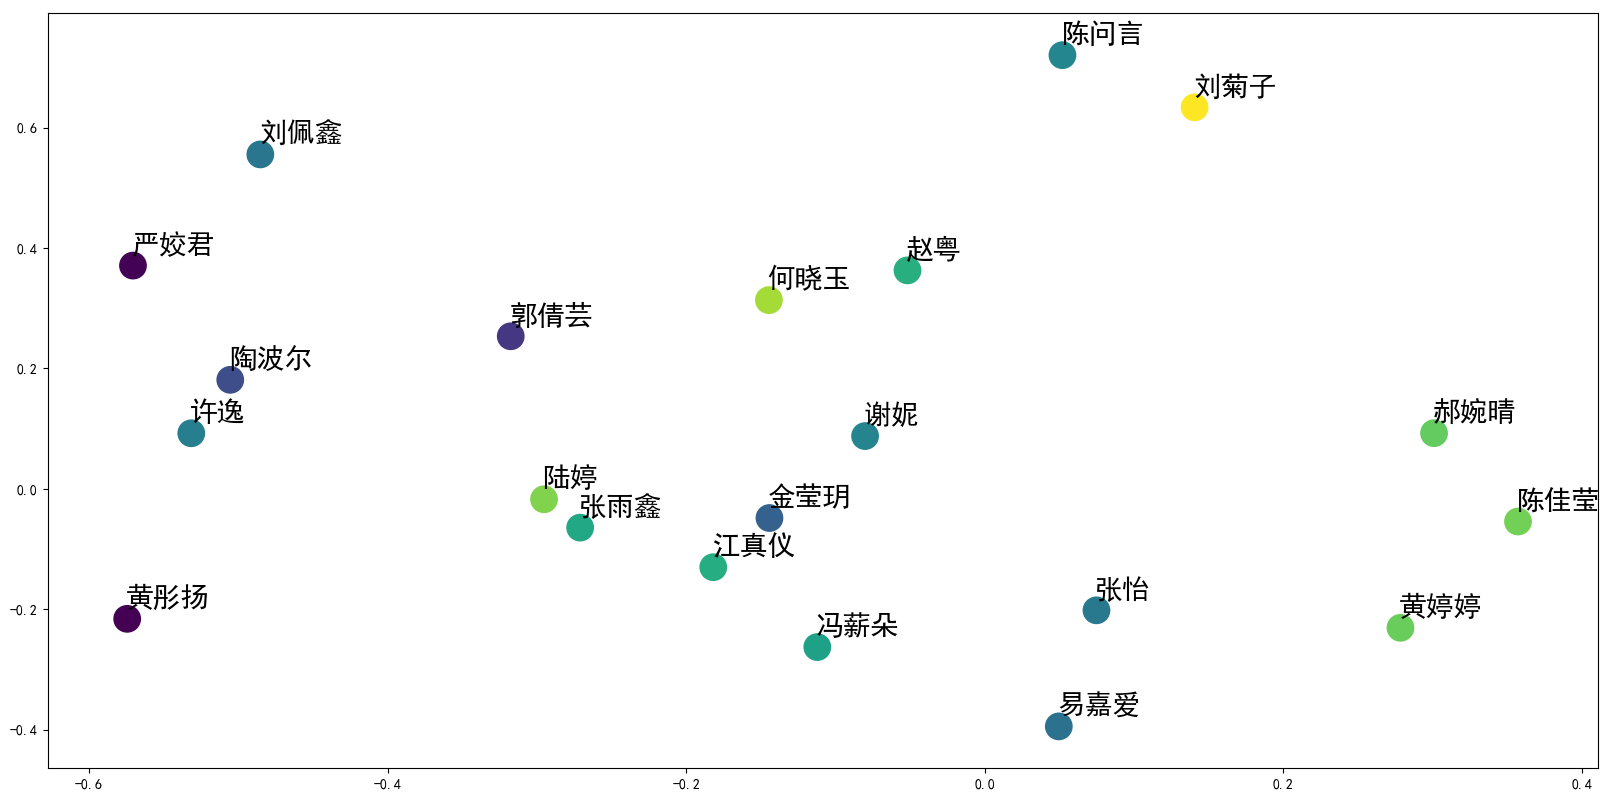 陈问言
刘菊子
0.6
刘佩鑫
0.4
严姣君
赵粤
何晓玉
郭倩芸
0.2
陶波尔
许逸
谢妮
郝婉晴
0.0
陆婷
张雨鑫
金莹玥
陈佳莹
江真仪
-0.2
黄彤扬
张怡
黄婷婷
冯薪朵
易嘉爱
-0.4
-0.6 -0.4 -0.2 0.0 0.2 0.4